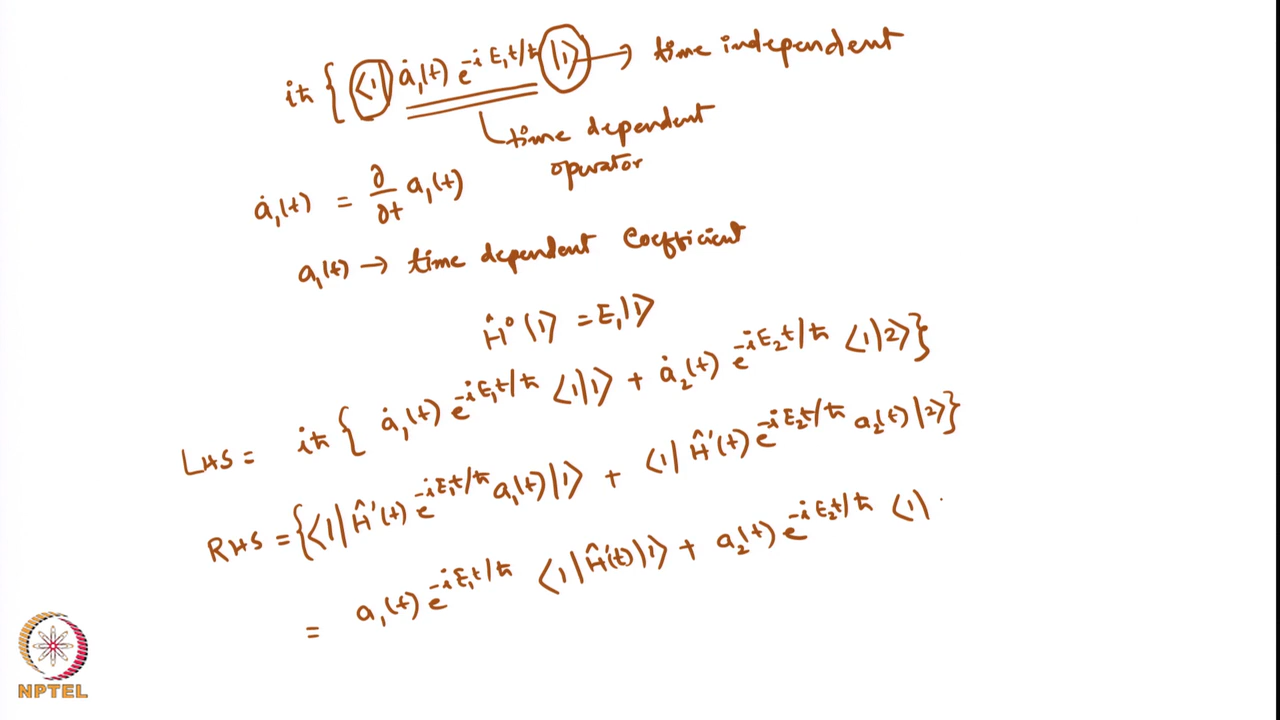 iħ { ⟨1| ȧ₁(t) e^{-iE₁t/ħ} |1⟩ → time independent
time dependent
operator
ȧ₁(t) = ∂/∂t a₁(t)
a₁(t) → time dependent coefficient
Ĥ⁰|1⟩ = E₁|1⟩
LHS = iħ { ȧ₁(t) e^{-iE₁t/ħ} ⟨1|1⟩ + ȧ₂(t) e^{-iE₂t/ħ} ⟨1|2⟩}
RHS = {⟨1|Ĥ'(t) e^{-iE₁t/ħ} a₁(t)|1⟩ + ⟨1|Ĥ'(t) e^{-iE₂t/ħ} a₂(t)|2⟩}
= a₁(t) e^{-iE₁t/ħ} ⟨1|Ĥ'(t)|1⟩ + a₂(t) e^{-iE₂t/ħ} ⟨1|
NPTEL